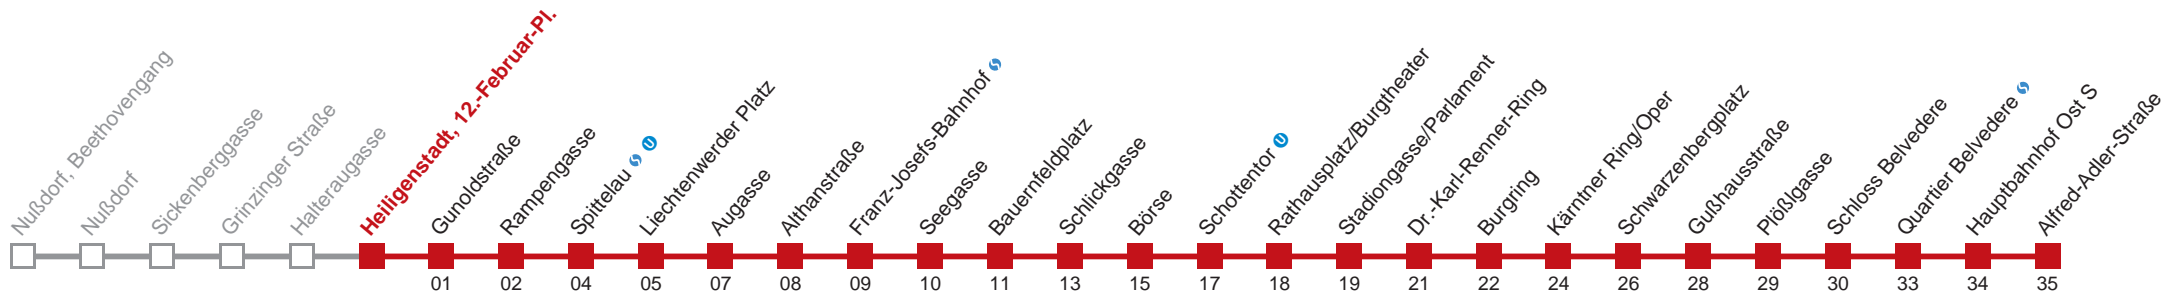 Nußdorf, Beethovengang
Nußdorf
Sickenberggasse
Grinzinger Straße
Halteraugasse
Heiligenstadt, 12.-Februar-Pl.
Gunoldstraße
Rampengasse
Spittelau S U
Liechtenwerder Platz
Augasse
Althanstraße
Franz-Josefs-Bahnhof S
Seegasse
Bauernfeldplatz
Schlickgasse
Börse
Schottentor U
Rathausplatz/Burgtheater
Stadiongasse/Parlament
Dr.-Karl-Renner-Ring
Burgring
Kärntner Ring/Oper
Schwarzenbergplatz
Gußhausstraße
Plößlgasse
Schloss Belvedere
Quartier Belvedere S
Hauptbahnhof Ost S
Alfred-Adler-Straße
01 02 04 05 07 08 09 10 11 13 15 17 18 19 21 22 24 26 28 29 30 33 34 35